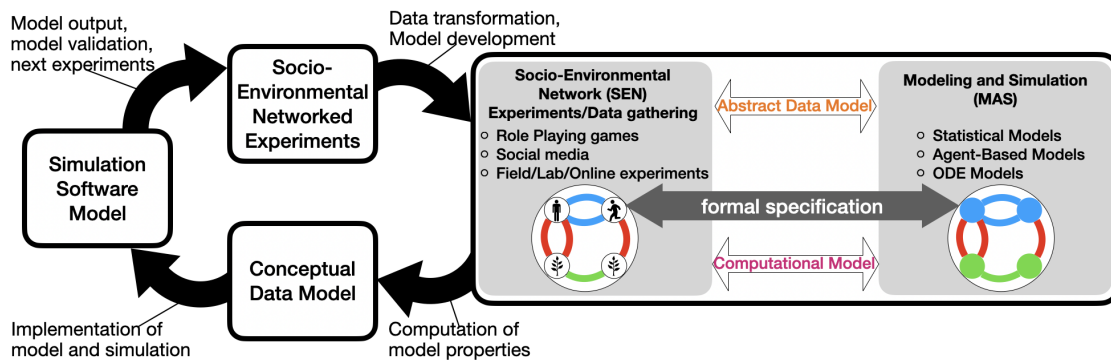 Model output,
model validation,
next experiments
Data transformation,
Model development
Socio-
Environmental
Networked
Experiments
Simulation
Software
Model
Conceptual
Data Model
Implementation of
model and simulation
Computation of
model properties
Socio-Environmental
Network (SEN)
Experiments/Data gathering
Role Playing games
Social media
Field/Lab/Online experiments
Abstract Data Model
formal specification
Computational Model
Modeling and Simulation
(MAS)
Statistical Models
Agent-Based Models
ODE Models